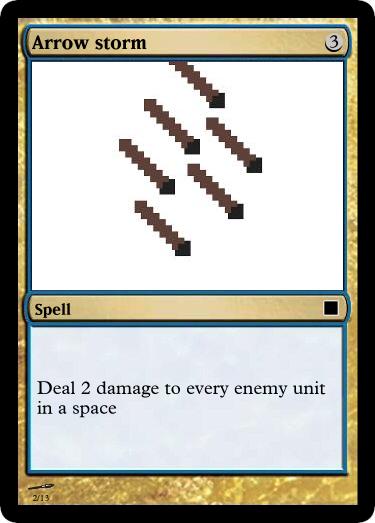 Arrow storm 3
Spell
Deal 2 damage to every enemy unit
in a space
2/13